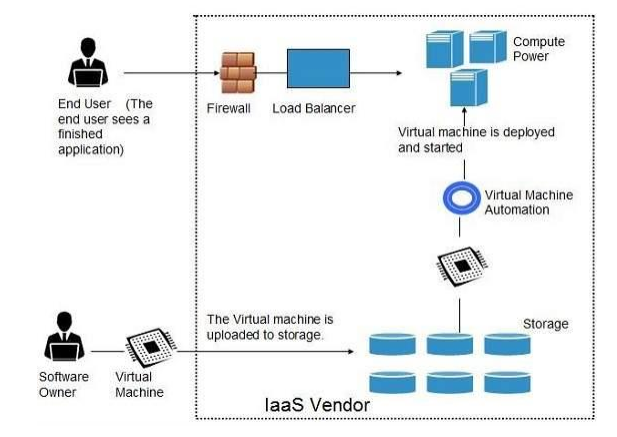 Compute
Power
End User (The
end user sees a
finished
application)
Firewall
Load Balancer
Virtual machine is deployed
and started
Virtual Machine
Automation
The Virtual machine is
uploaded to storage.
Storage
Software
Owner
Virtual
Machine
IaaS Vendor